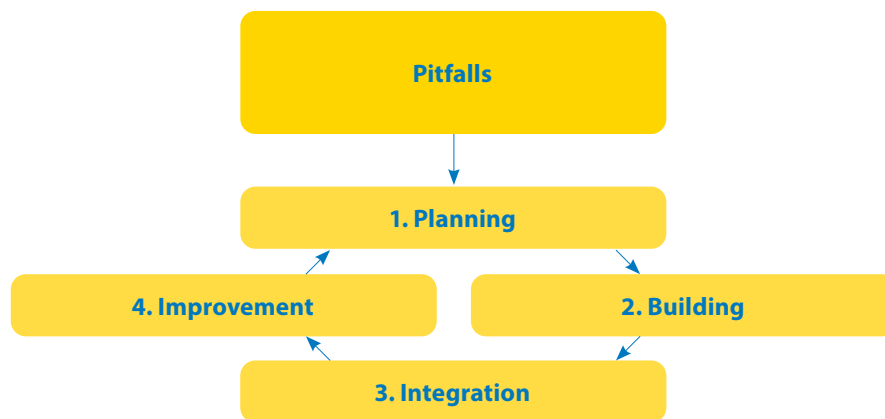 Pitfalls
1. Planning
4. Improvement
2. Building
3. Integration